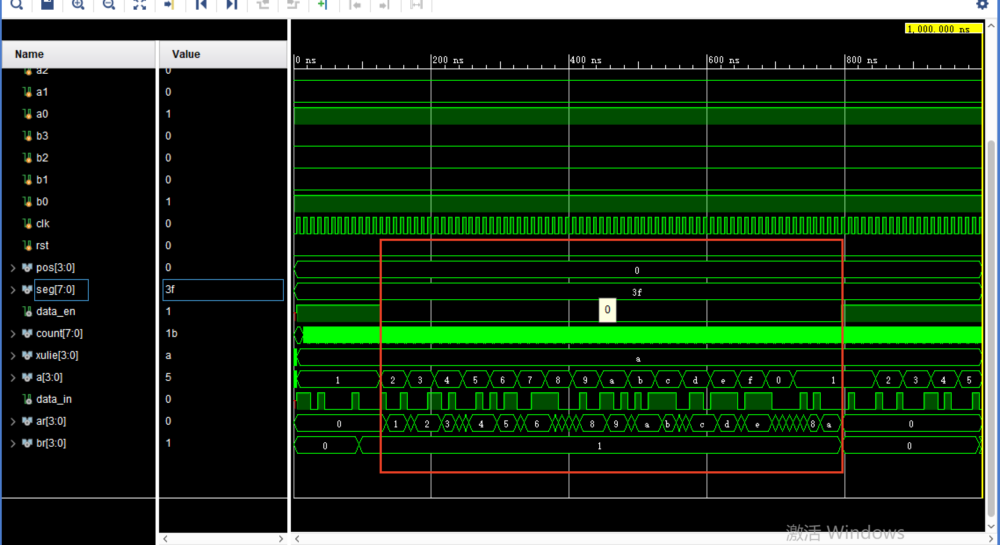 1,000.000 ns
Name Value
0 ns 200 ns 400 ns 600 ns 800 ns
a2 0
a1 0
a0 1
b3 0
b2 0
b1 0
b0 1
clk 0
rst 0
pos[3:0] 0 0
seg[7:0] 3f 3f
data_en 1 0
count[7:0] 1b
xulie[3:0] a a
a[3:0] 5 1 2 3 4 5 6 7 8 9 a b c d e f 0 1 2 3 4 5
data_in 0
ar[3:0] 0 0 1 2 3 4 5 6 8 9 a b c d e 8 a 0
br[3:0] 1 0 1 0
激活 Windows